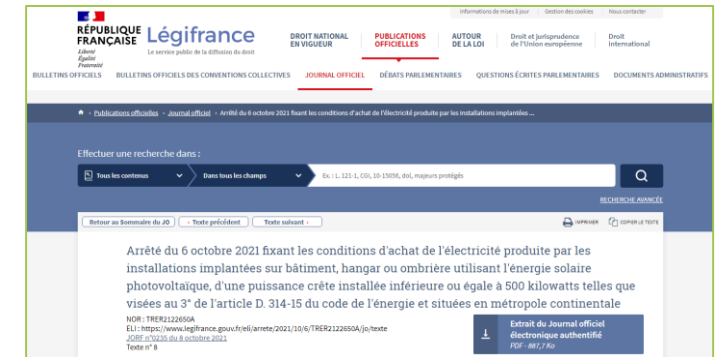 Informations de mises à jour Gestion des cookies Nous contacter
RÉPUBLIQUE
FRANÇAISE
Liberté
Égalité
Fraternité
Légifrance
Le service public de la diffusion du droit
DROIT NATIONAL
EN VIGUEUR
PUBLICATIONS
OFFICIELLES
AUTOUR
DE LA LOI
Droit et jurisprudence
de l'Union européenne
Droit
international
BULLETINS OFFICIELS BULLETINS OFFICIELS DES CONVENTIONS COLLECTIVES JOURNAL OFFICIEL DÉBATS PARLEMENTAIRES QUESTIONS ÉCRITES PARLEMENTAIRES DOCUMENTS ADMINISTRATIFS
Publications officielles Journal officiel Arrêté du 6 octobre 2021 fixant les conditions d'achat de l'électricité produite par les installations implantées ...
Effectuer une recherche dans :
Tous les contenus Dans tous les champs Ex. : L. 121-1, CGI, 10-15056, dol, majeurs protégés
RECHERCHE AVANCÉE
Retour au Sommaire du JO Texte précédent Texte suivant IMPRIMER COPIER LE TEXTE
Arrêté du 6 octobre 2021 fixant les conditions d'achat de l'électricité produite par les
installations implantées sur bâtiment, hangar ou ombrière utilisant l'énergie solaire
photovoltaïque, d'une puissance crête installée inférieure ou égale à 500 kilowatts telles que
visées au 3° de l'article D. 314-15 du code de l'énergie et situées en métropole continentale
NOR : TRER2122650A
ELI : https://www.legifrance.gouv.fr/eli/arrete/2021/10/6/TRER2122650A/jo/texte
JORF n°0235 du 8 octobre 2021
Texte n° 8
Extrait du Journal officiel
électronique authentifié
PDF - 887,7 Ko